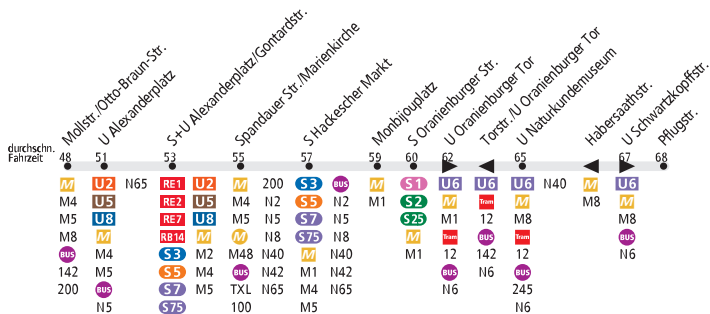 Mollstr./Otto-Braun-Str.
U Alexanderplatz
S+U Alexanderplatz/Gontardstr.
Spandauer Str./Marienkirche
S Hackescher Markt
Monbijouplatz
S Oranienburger Str.
U Oranienburger Tor
Torstr./U Oranienburger Tor
U Naturkundemuseum
Habersaathstr.
U Schwartzkopffstr.
Pflugstr.
durchschn.
Fahrzeit
48 51 53 55 57 59 60 62 65 67 68
M U2 N65 RE1 U2 M 200 S3 BUS M S1 U6 U6 U6 N40 M U6
M4 U5 RE2 U5 M4 N2 S5 N2 M1 S2 M Tram M M8 M
M5 U8 RE7 U8 M5 N5 S7 N5 S25 M1 12 M8 M8
M8 M RB14 M M N8 S75 N8 M Tram BUS Tram BUS
BUS M4 S3 M2 M48 N40 M N40 M1 12 142 12 N6
142 M5 S5 M4 BUS N42 M1 N42 BUS N6 BUS
200 BUS S7 M5 TXL N65 M4 N65 N6 245
N5 S75 100 M5 N6